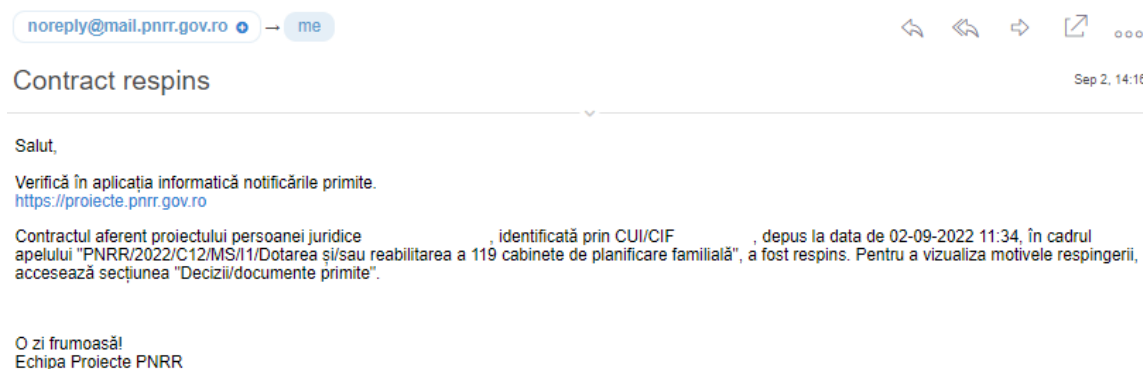 noreply@mail.pnrr.gov.ro → me
Contract respins
Sep 2, 14:16
Salut,
Verifică în aplicația informatică notificările primite.
https://proiecte.pnrr.gov.ro
Contractul aferent proiectului persoanei juridice , identificată prin CUI/CIF , depus la data de 02-09-2022 11:34, în cadrul
apelului "PNRR/2022/C12/MS/I1/Dotarea și/sau reabilitarea a 119 cabinete de planificare familială", a fost respins. Pentru a vizualiza motivele respingerii,
accesează secțiunea "Decizii/documente primite".
O zi frumoasă!
Echipa Proiecte PNRR